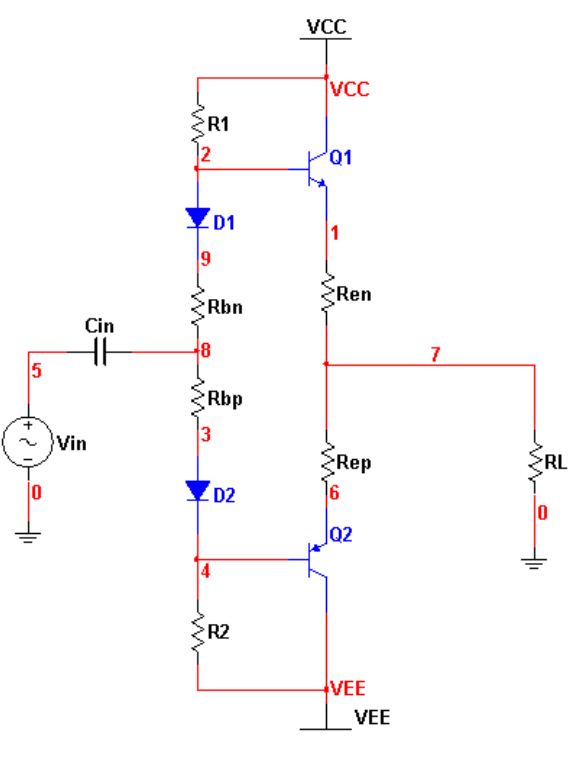 VCC
VCC
R1
2
Q1
D1
1
9
Rbn
Ren
Cin
8
7
5
Rbp
3
Vin
Rep
RL
0
6
D2
0
Q2
4
R2
VEE
VEE
+
~
−